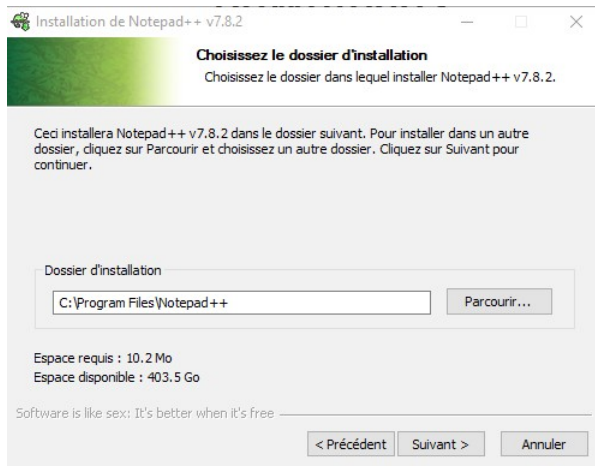 Installation de Notepad++ v7.8.2
Choisissez le dossier d'installation
Choisissez le dossier dans lequel installer Notepad++ v7.8.2.
Ceci installera Notepad++ v7.8.2 dans le dossier suivant. Pour installer dans un autre
dossier, cliquez sur Parcourir et choisissez un autre dossier. Cliquez sur Suivant pour
continuer.
Dossier d'installation
C:\Program Files\Notepad++
Parcourir...
Espace requis : 10.2 Mo
Espace disponible : 403.5 Go
Software is like sex: It's better when it's free
< Précédent
Suivant >
Annuler